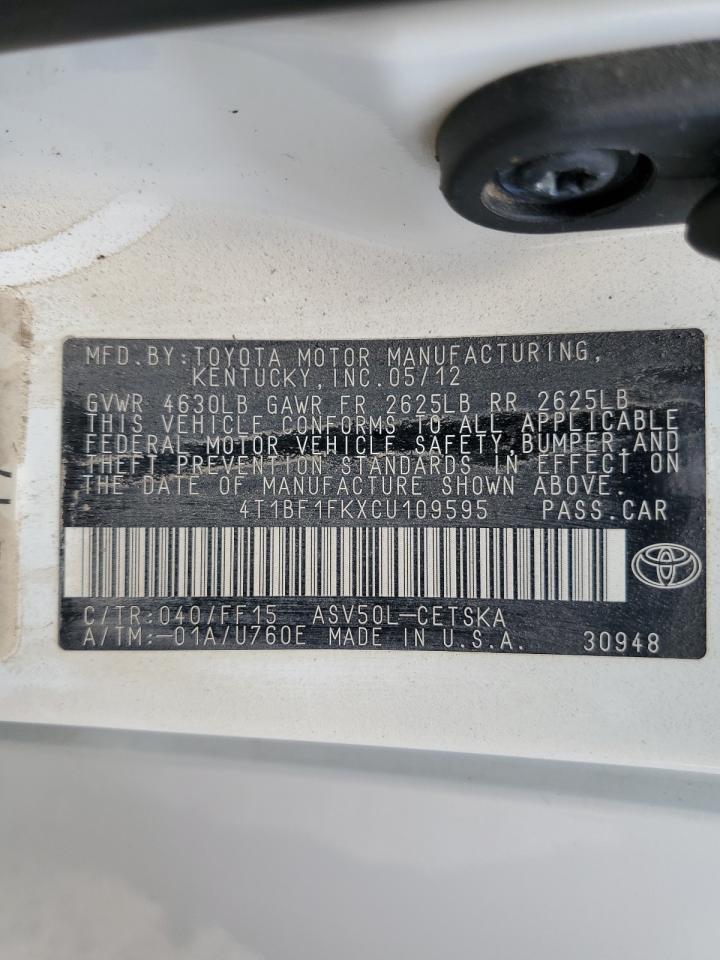 MFD.BY:TOYOTA MOTOR MANUFACTURING,
KENTUCKY,INC.05/12
GVWR 4630LB GAWR FR 2625LB RR 2625LB
THIS VEHICLE CONFORMS TO ALL APPLICABLE
FEDERAL MOTOR VEHICLE SAFETY,BUMPER,AND
THEFT PREVENTION STANDARDS IN EFFECT ON
THE DATE OF MANUFACTURE SHOWN ABOVE.
4T1BF1FKXCU109595 PASS.CAR
C/TR:040/FF15 ASV50L-CETSKA
A/TM:-01A/U760E MADE IN U.S.A. 30948